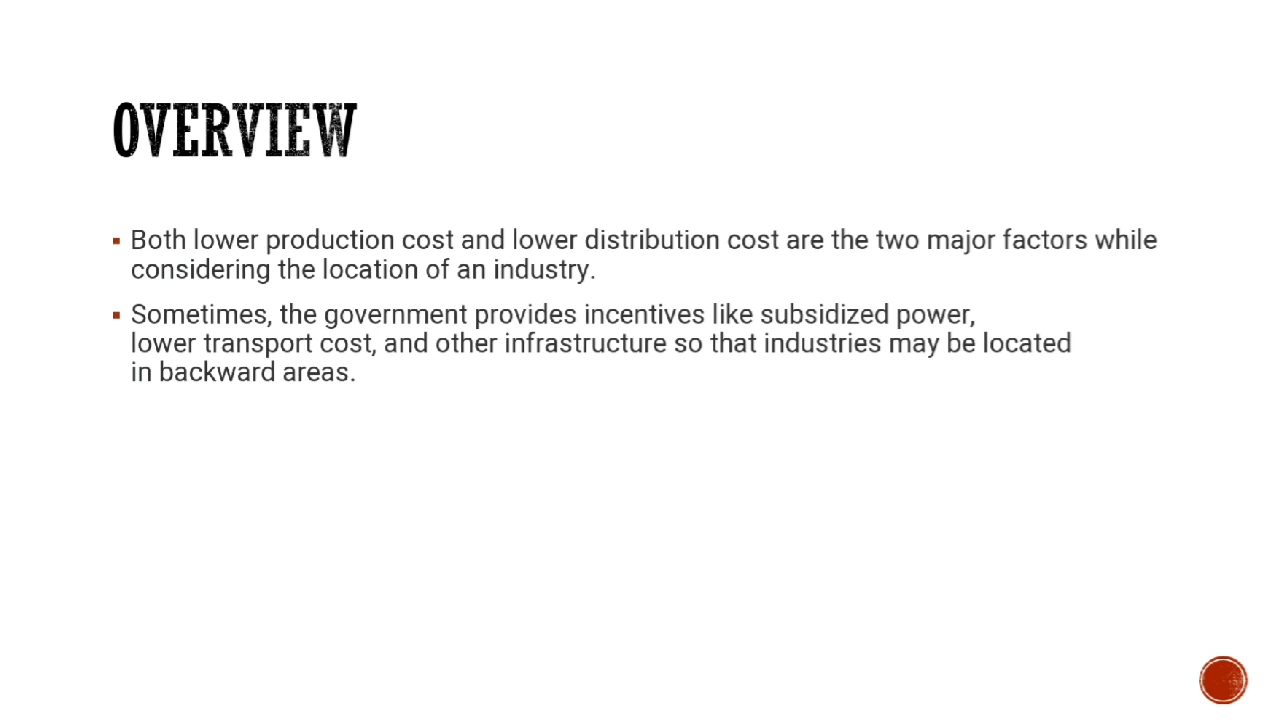 OVERVIEW
▪ Both lower production cost and lower distribution cost are the two major factors while
considering the location of an industry.
▪ Sometimes, the government provides incentives like subsidized power,
lower transport cost, and other infrastructure so that industries may be located
in backward areas.